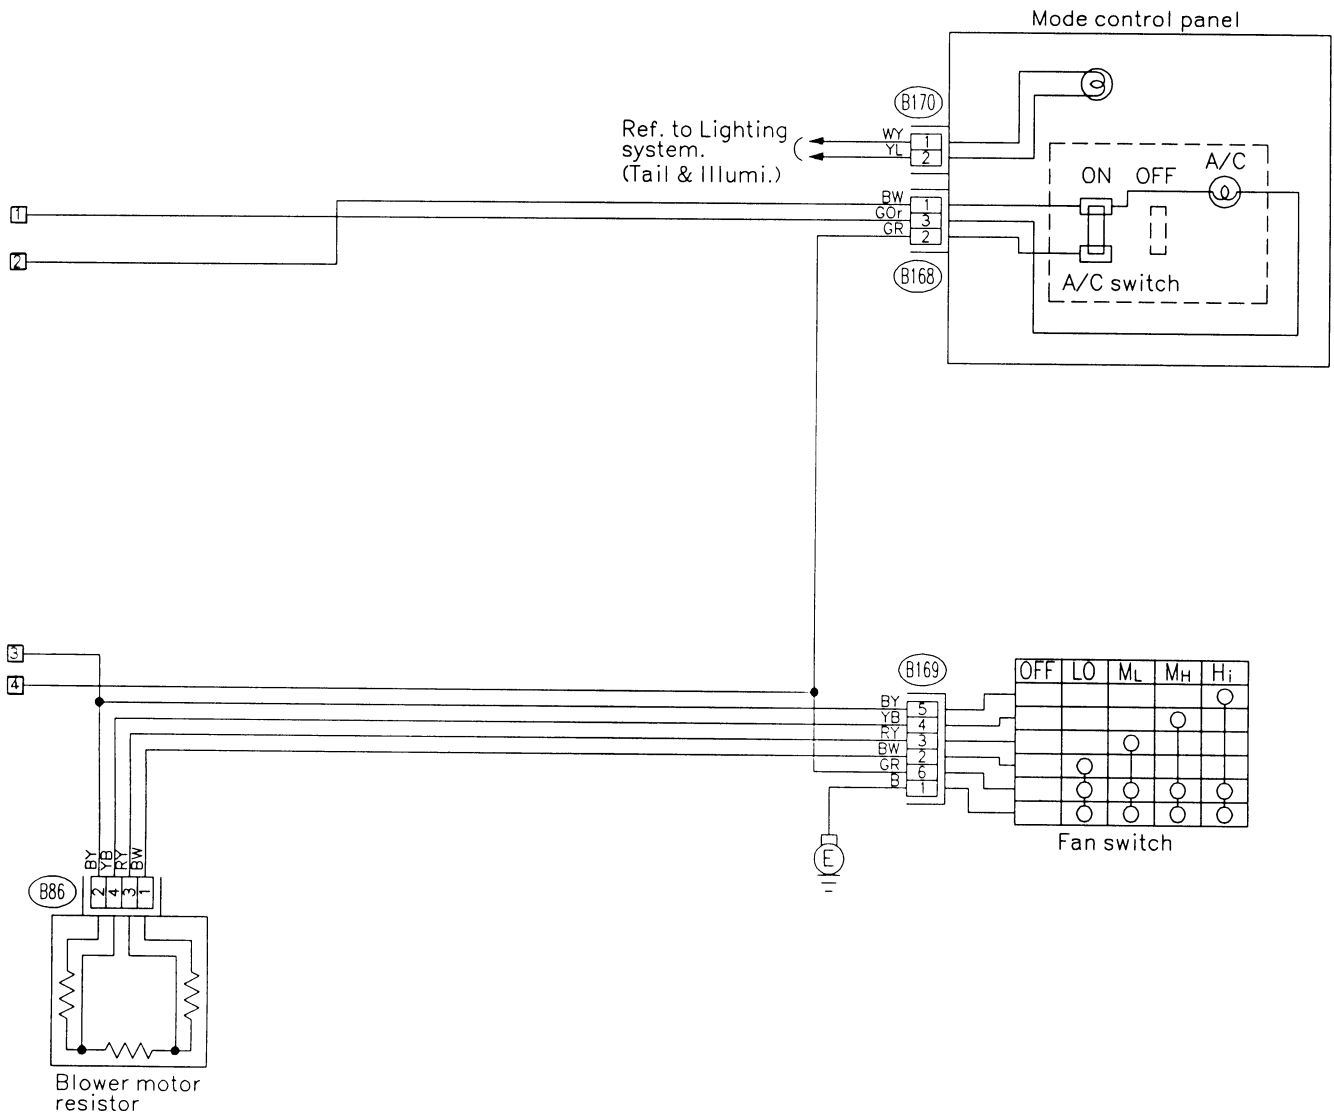 Mode control panel
B170
Ref. to Lighting
system.
(Tail & Illumi.)
WY 1
YL 2
A/C
ON OFF
1
BW 1
GOr 3
GR 2
2
B168
A/C switch
3
4
B169
OFF LO ML MH Hi
BY 5
YB 4
RY 3
BW 2
GR 6
B 1
Fan switch
E
BY YB RY BW
B86
2 4 3 1
Blower motor
resistor